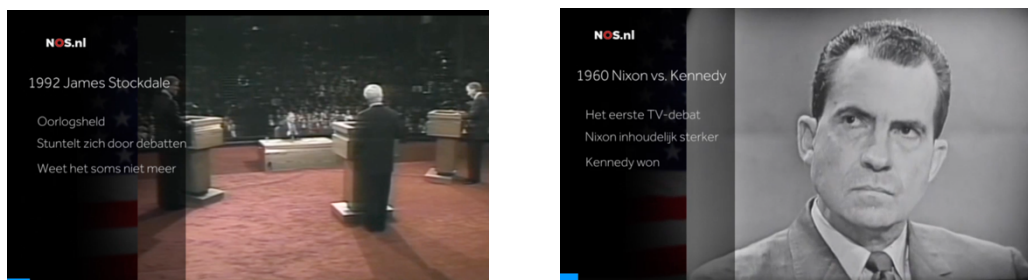 NOS.nl
1992 James Stockdale
Oorlogsheld
Stuntelt zich door debatten
Weet het soms niet meer
NOS.nl
1960 Nixon vs. Kennedy
Het eerste TV-debat
Nixon inhoudelijk sterker
Kennedy won